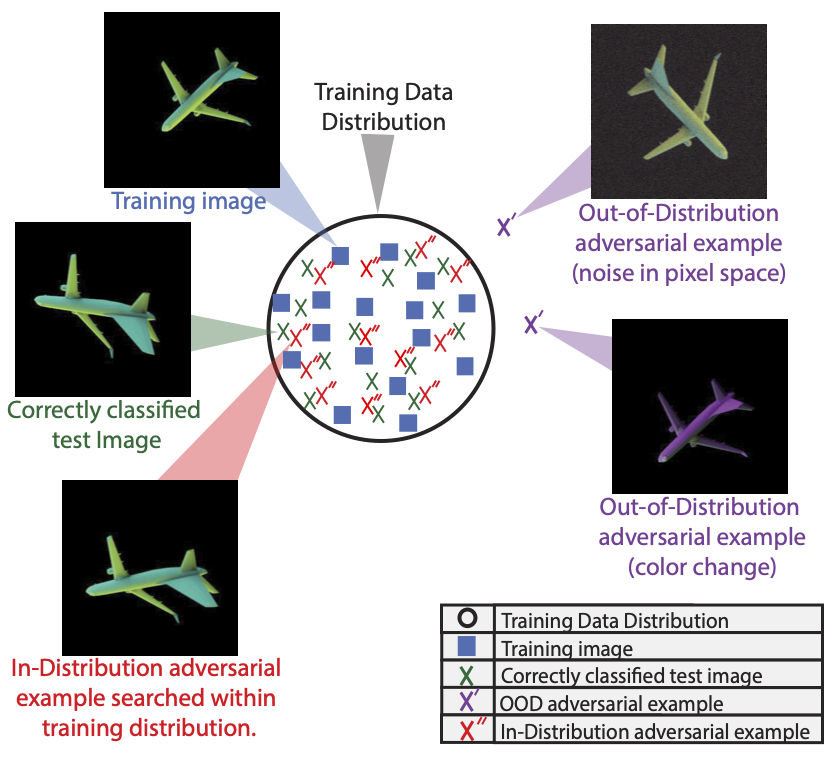 Training Data
Distribution
Training image
Out-of-Distribution
adversarial example
(noise in pixel space)
X′
X′
Correctly classified
test Image
Out-of-Distribution
adversarial example
(color change)
In-Distribution adversarial
example searched within
training distribution.
Training Data Distribution
Training image
X Correctly classified test image
X′ OOD adversarial example
X″ In-Distribution adversarial example